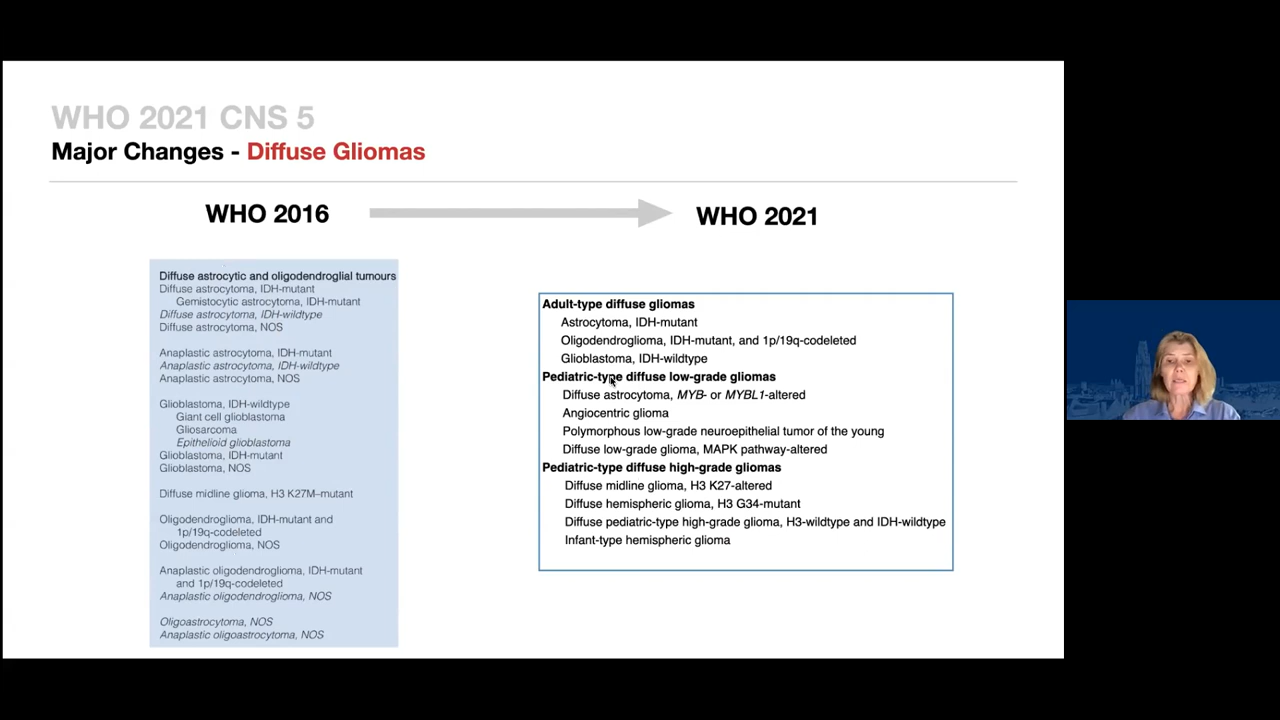 WHO 2021 CNS 5
Major Changes - Diffuse Gliomas
WHO 2016
WHO 2021
Diffuse astrocytic and oligodendroglial tumours
Diffuse astrocytoma, IDH-mutant
Gemistocytic astrocytoma, IDH-mutant
Diffuse astrocytoma, IDH-wildtype
Diffuse astrocytoma, NOS
Anaplastic astrocytoma, IDH-mutant
Anaplastic astrocytoma, IDH-wildtype
Anaplastic astrocytoma, NOS
Glioblastoma, IDH-wildtype
Giant cell glioblastoma
Gliosarcoma
Epithelioid glioblastoma
Glioblastoma, IDH-mutant
Glioblastoma, NOS
Diffuse midline glioma, H3 K27M–mutant
Oligodendroglioma, IDH-mutant and
1p/19q-codeleted
Oligodendroglioma, NOS
Anaplastic oligodendroglioma, IDH-mutant
and 1p/19q-codeleted
Anaplastic oligodendroglioma, NOS
Oligoastrocytoma, NOS
Anaplastic oligoastrocytoma, NOS
Adult-type diffuse gliomas
Astrocytoma, IDH-mutant
Oligodendroglioma, IDH-mutant, and 1p/19q-codeleted
Glioblastoma, IDH-wildtype
Pediatric-type diffuse low-grade gliomas
Diffuse astrocytoma, MYB- or MYBL1-altered
Angiocentric glioma
Polymorphous low-grade neuroepithelial tumor of the young
Diffuse low-grade glioma, MAPK pathway-altered
Pediatric-type diffuse high-grade gliomas
Diffuse midline glioma, H3 K27-altered
Diffuse hemispheric glioma, H3 G34-mutant
Diffuse pediatric-type high-grade glioma, H3-wildtype and IDH-wildtype
Infant-type hemispheric glioma